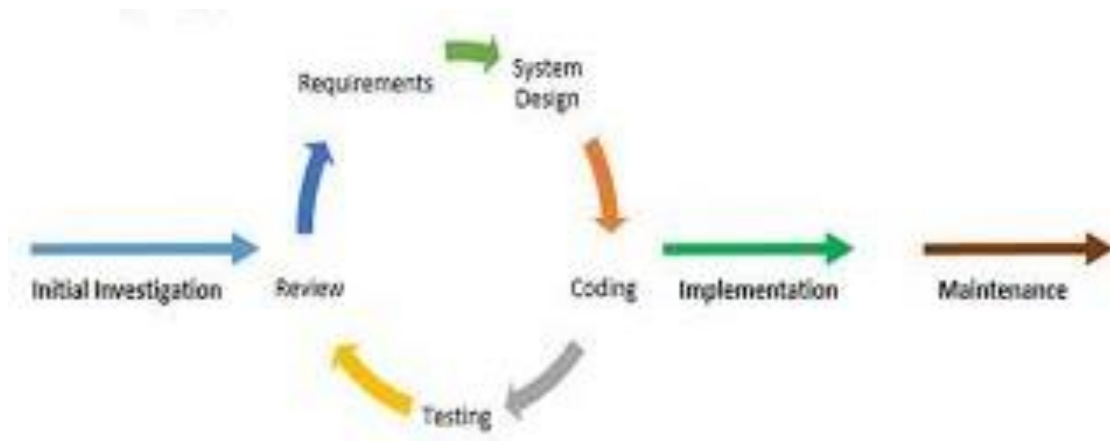 Requirements
System
Design
Initial Investigation
Review
Coding
Implementation
Maintenance
Testing